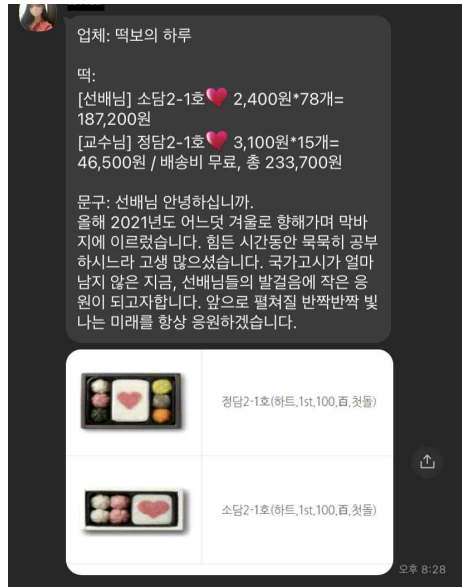 업체: 떡보의 하루
떡:
[선배님] 소담2-1호💗 2,400원*78개=
187,200원
[교수님] 정담2-1호💗 3,100원*15개=
46,500원 / 배송비 무료, 총 233,700원
문구: 선배님 안녕하십니까.
올해 2021년도 어느덧 겨울로 향해가며 막바
지에 이르렀습니다. 힘든 시간동안 묵묵히 공부
하시느라 고생 많으셨습니다. 국가고시가 얼마
남지 않은 지금, 선배님들의 발걸음에 작은 응
원이 되고자합니다. 앞으로 펼쳐질 반짝반짝 빛
나는 미래를 항상 응원하겠습니다.
정담2-1호(하트,1st,100,百,첫돌)
소담2-1호(하트,1st,100,百,첫돌)
오후 8:28